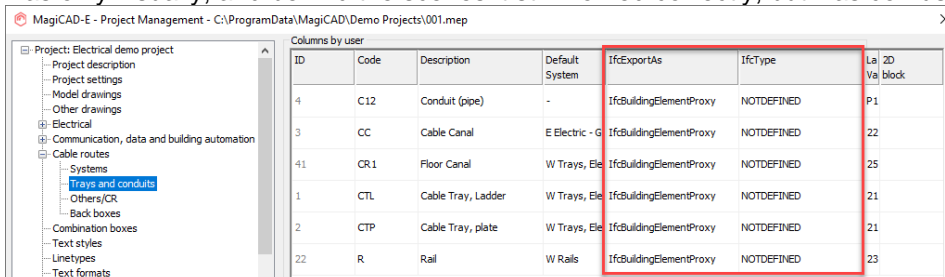 MagiCAD-E - Project Management - C:\ProgramData\MagiCAD\Demo Projects\001.mep
Project: Electrical demo project
Project description
Project settings
Model drawings
Other drawings
Electrical
Communication, data and building automation
Cable routes
Systems
Trays and conduits
Others/CR
Back boxes
Combination boxes
Text styles
Linetypes
Text formats
Columns by user
ID Code Description Default System IfcExportAs IfcType La Va 2D block
4 C12 Conduit (pipe) - IfcBuildingElementProxy NOTDEFINED P1
3 CC Cable Canal E Electric - G IfcBuildingElementProxy NOTDEFINED 22
41 CR1 Floor Canal W Trays, Ele IfcBuildingElementProxy NOTDEFINED 25
1 CTL Cable Tray, Ladder W Trays, Ele IfcBuildingElementProxy NOTDEFINED 21
2 CTP Cable Tray, plate W Trays, Ele IfcBuildingElementProxy NOTDEFINED 21
22 R Rail W Rails IfcBuildingElementProxy NOTDEFINED 23